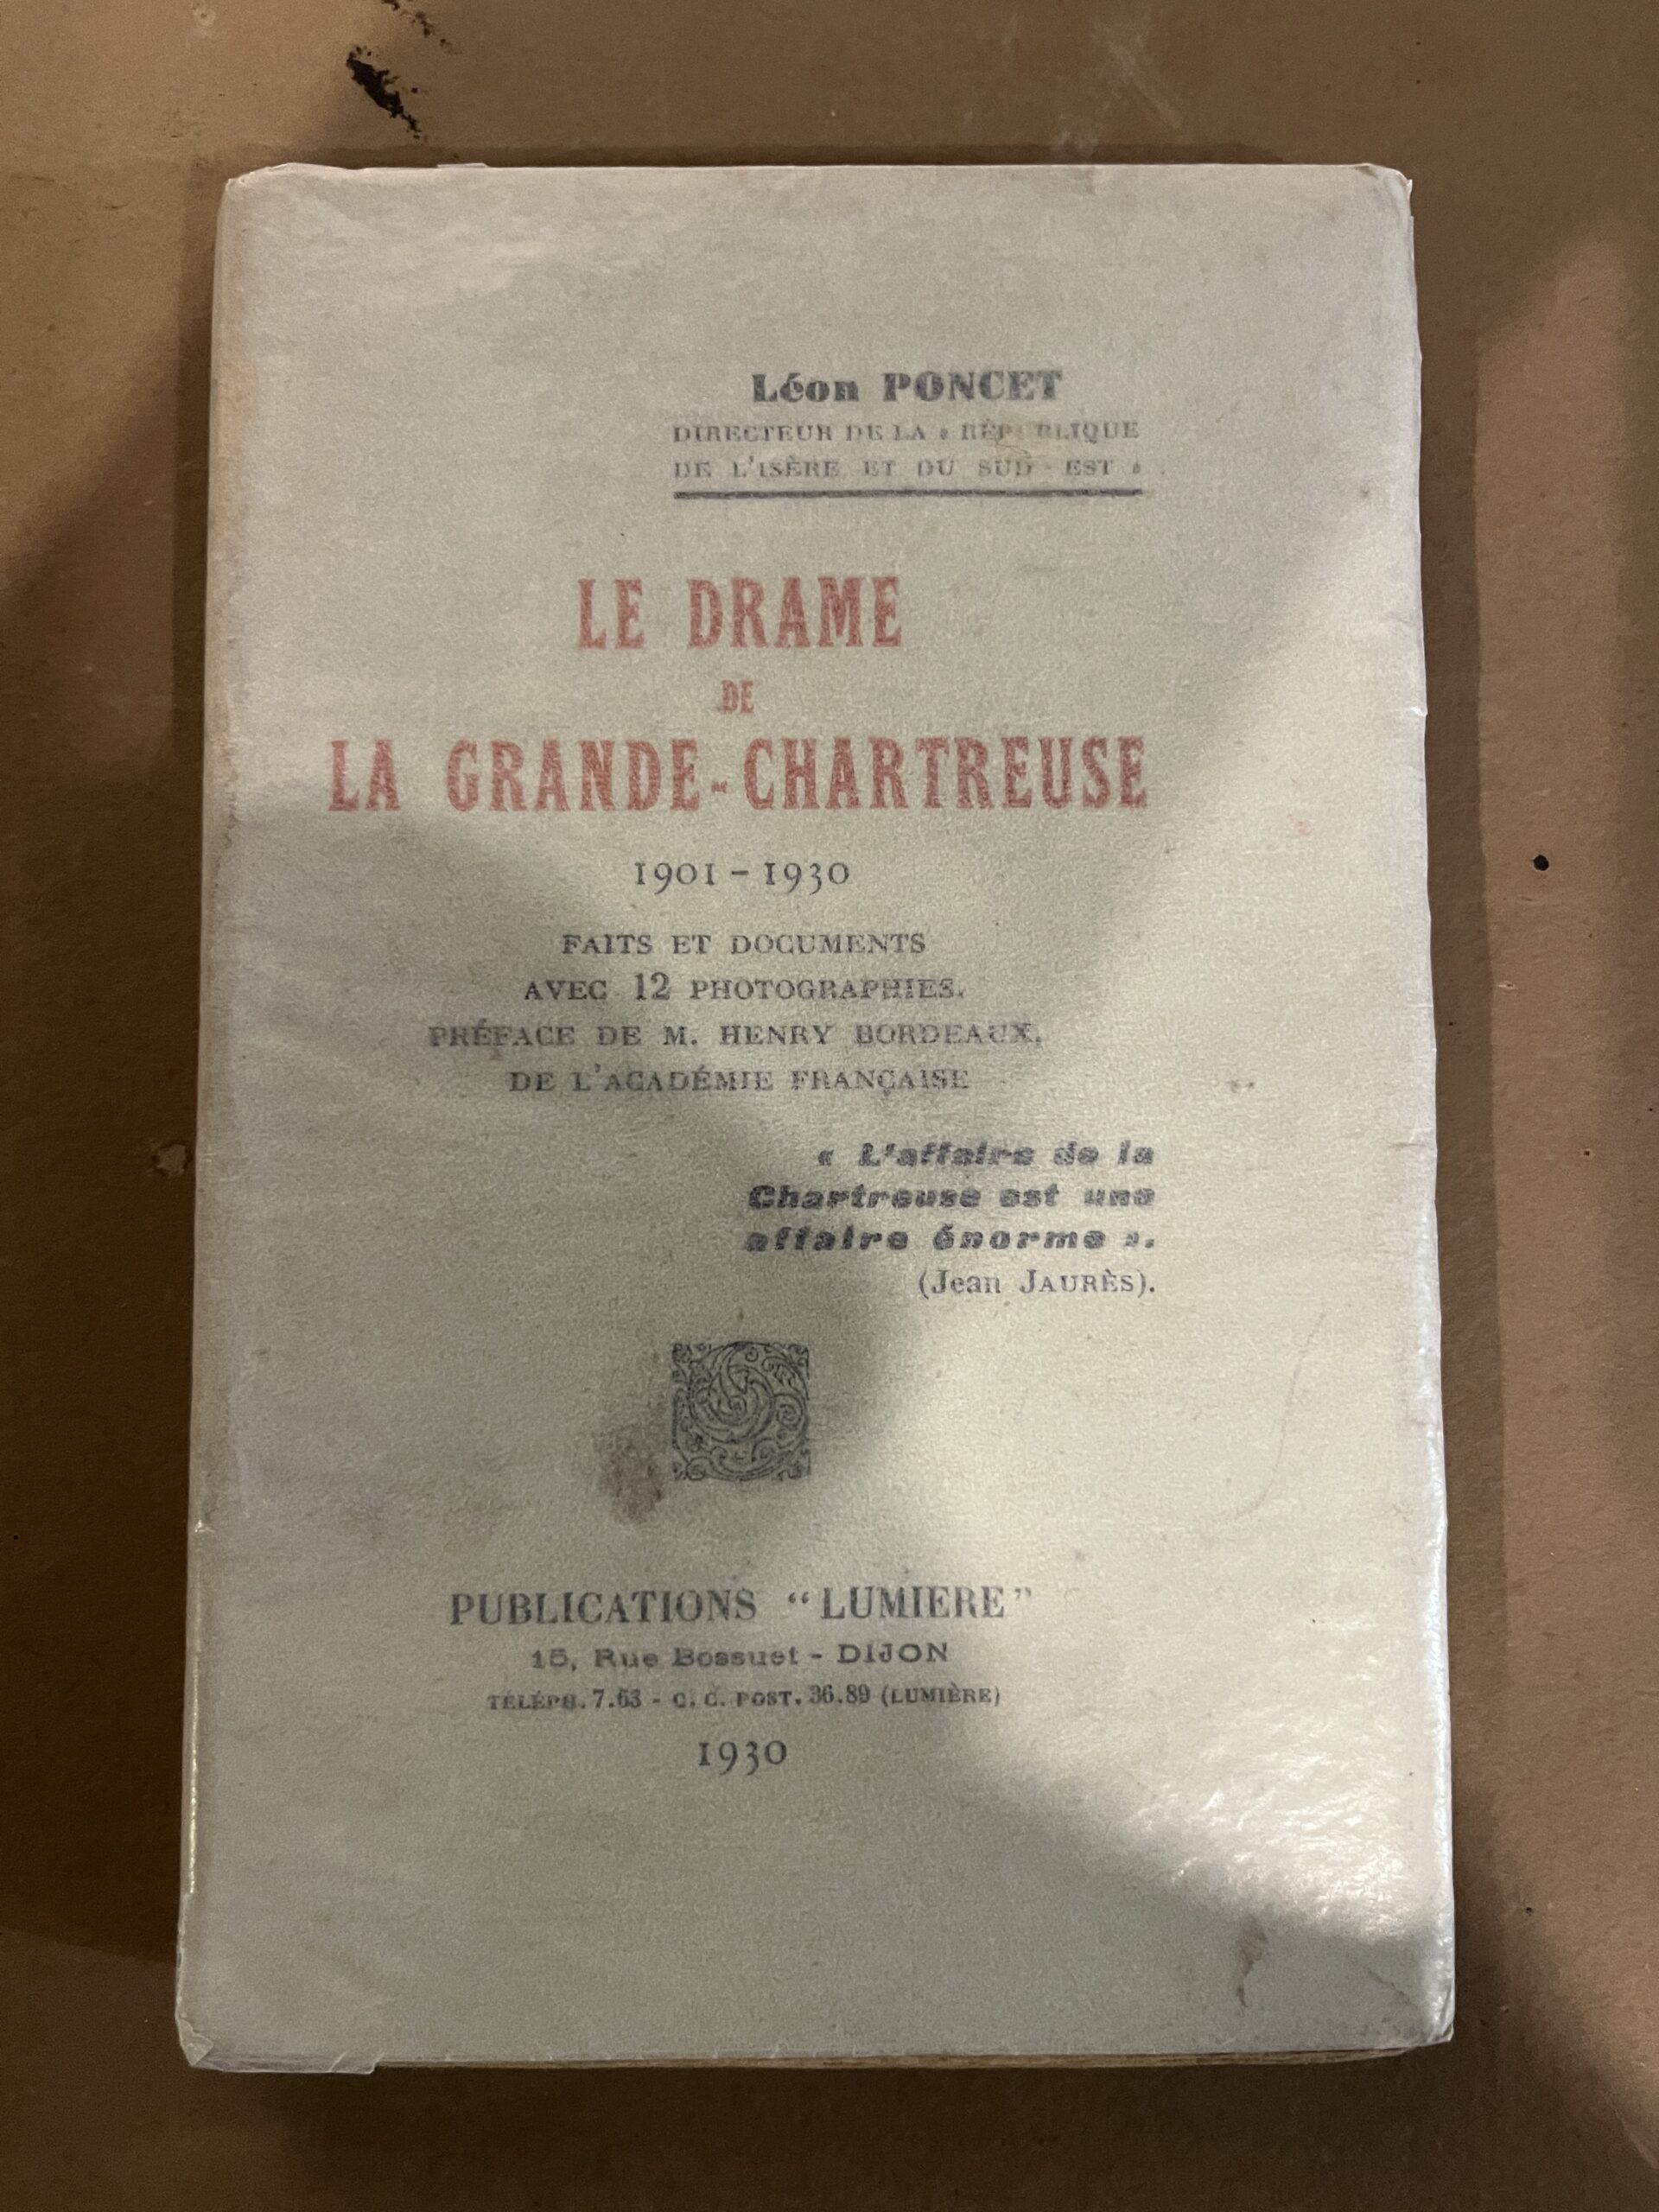 Léon PONCET
DIRECTEUR DE LA « RÉPUBLIQUE
DE L'ISÈRE ET DU SUD - EST »
LE DRAME
DE
LA GRANDE-CHARTREUSE
1901 - 1930
FAITS ET DOCUMENTS
AVEC 12 PHOTOGRAPHIES.
PRÉFACE DE M. HENRY BORDEAUX,
DE L'ACADÉMIE FRANÇAISE
« L'affaire de la
Chartreuse est une
affaire énorme ».
(Jean JAURÈS).
PUBLICATIONS “LUMIERE”
15, Rue Bossuet - DIJON
TÉLÉPH. 7.63 - C. C. POST. 36.89 (LUMIÈRE)
1930